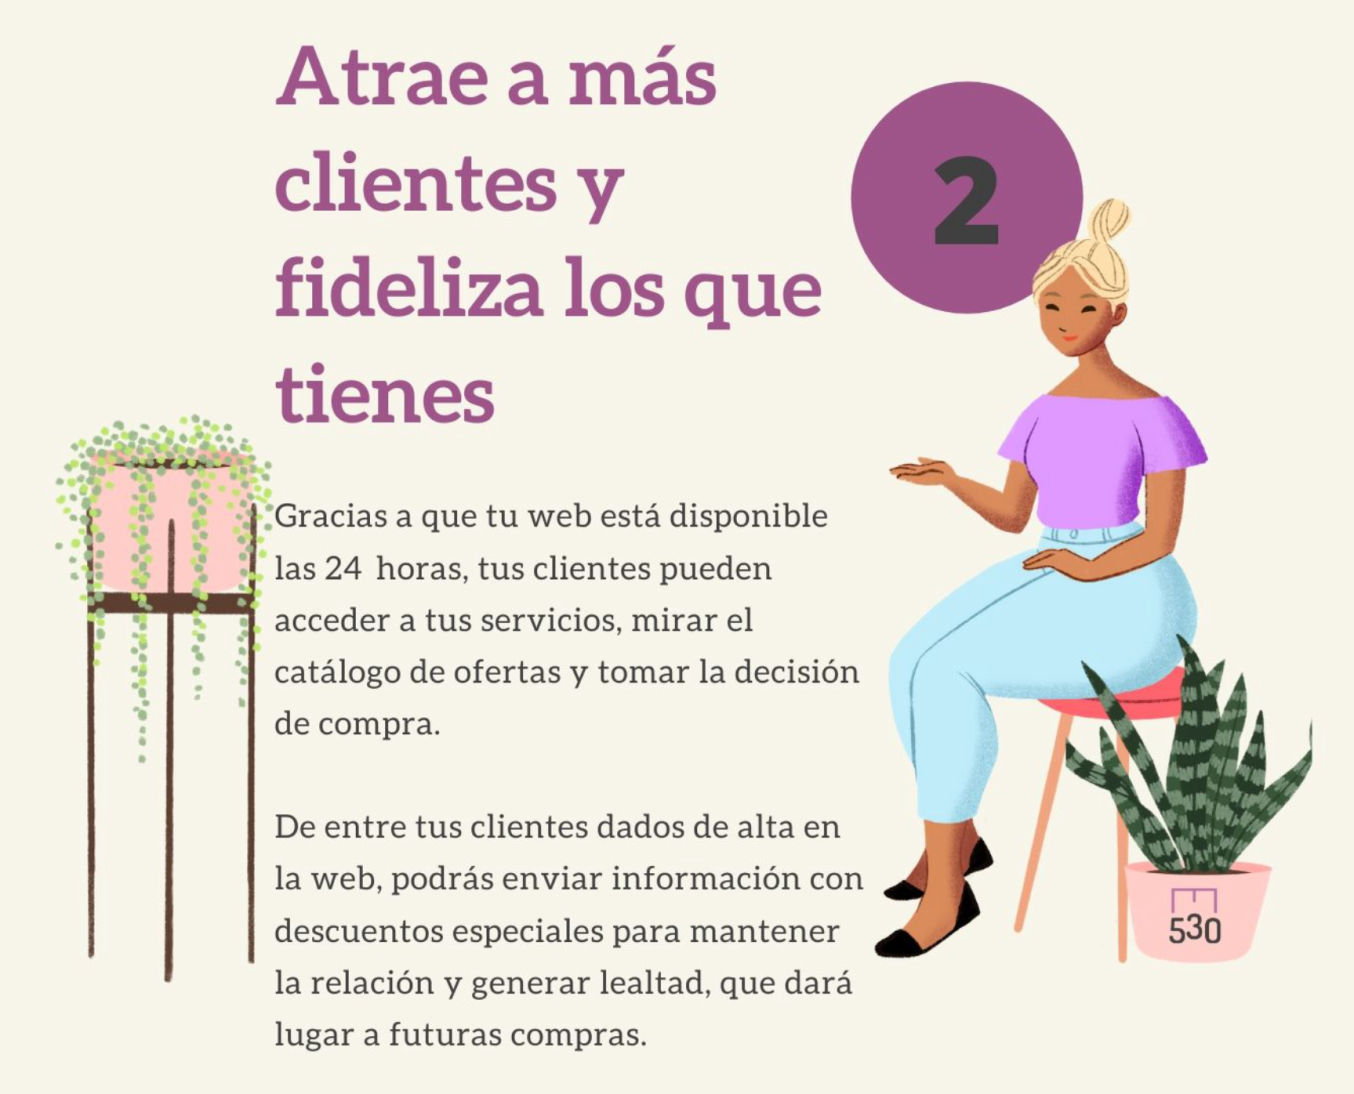 Atrae a más
clientes y
fideliza los que
tienes
2
Gracias a que tu web está disponible
las 24 horas, tus clientes pueden
acceder a tus servicios, mirar el
catálogo de ofertas y tomar la decisión
de compra.
De entre tus clientes dados de alta en
la web, podrás enviar información con
descuentos especiales para mantener
la relación y generar lealtad, que dará
lugar a futuras compras.
530